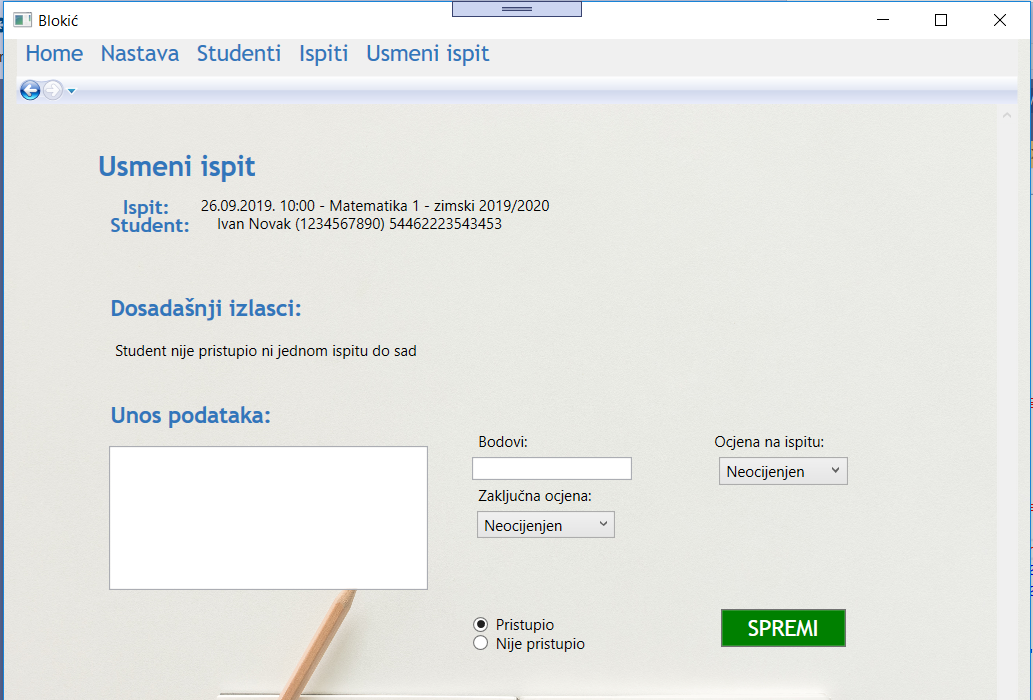 Blokić
Home Nastava Studenti Ispiti Usmeni ispit
Usmeni ispit
Ispit: 26.09.2019. 10:00 - Matematika 1 - zimski 2019/2020
Student: Ivan Novak (1234567890) 54462223543453
Dosadašnji izlasci:
Student nije pristupio ni jednom ispitu do sad
Unos podataka:
Bodovi:
Ocjena na ispitu:
Neocijenjen
Zaključna ocjena:
Neocijenjen
Pristupio
Nije pristupio
SPREMI